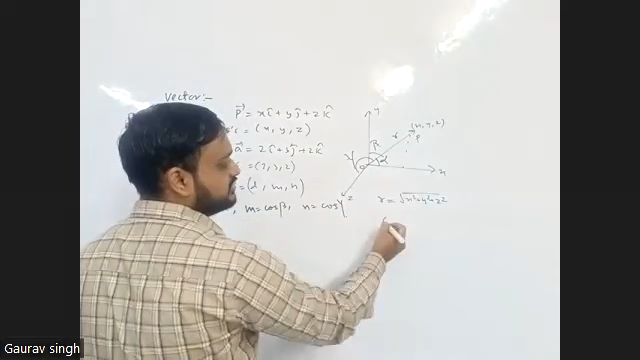 Vector:-
P⃗ = xî+yĵ+zk̂
= (x, y, z)
a⃗ = 2î+3ĵ+2k̂
= (2, 3, 2)
= (l, m, n)
, m=cosβ, n=cosγ
y
(x, y, z)
r
P
β
γ
α
O
x
z
r = √x²+y²+z²
Gaurav singh